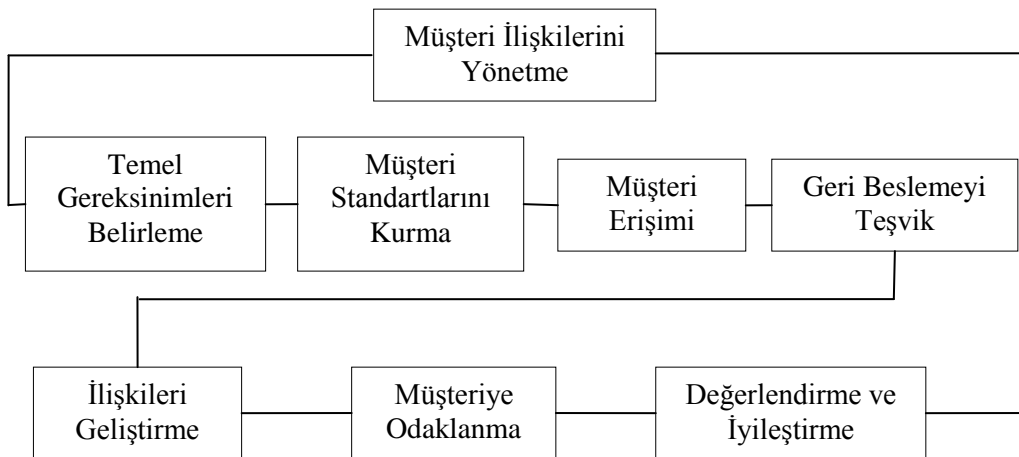 Müşteri İlişkilerini
Yönetme
Temel
Gereksinimleri
Belirleme
Müşteri
Standartlarını
Kurma
Müşteri
Erişimi
Geri Beslemeyi
Teşvik
İlişkileri
Geliştirme
Müşteriye
Odaklanma
Değerlendirme ve
İyileştirme